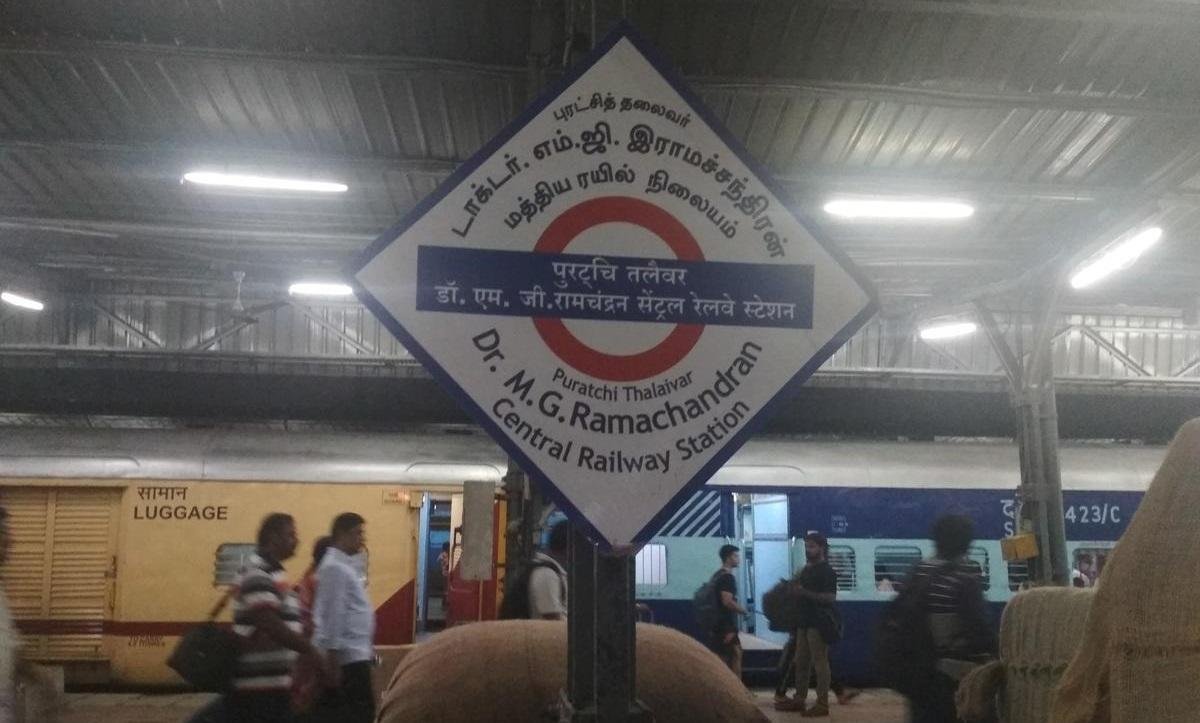 புரட்சித் தலைவர்
டாக்டர். எம்.ஜி. இராமச்சந்திரன்
மத்திய ரயில் நிலையம்
पुरट्चि तलैवर
डॉ. एम. जी.रामचंद्रन सेंट्रल रेलवे स्टेशन
Puratchi Thalaivar
Dr. M.G.Ramachandran
Central Railway Station
सामान
LUGGAGE
द
S
423/C